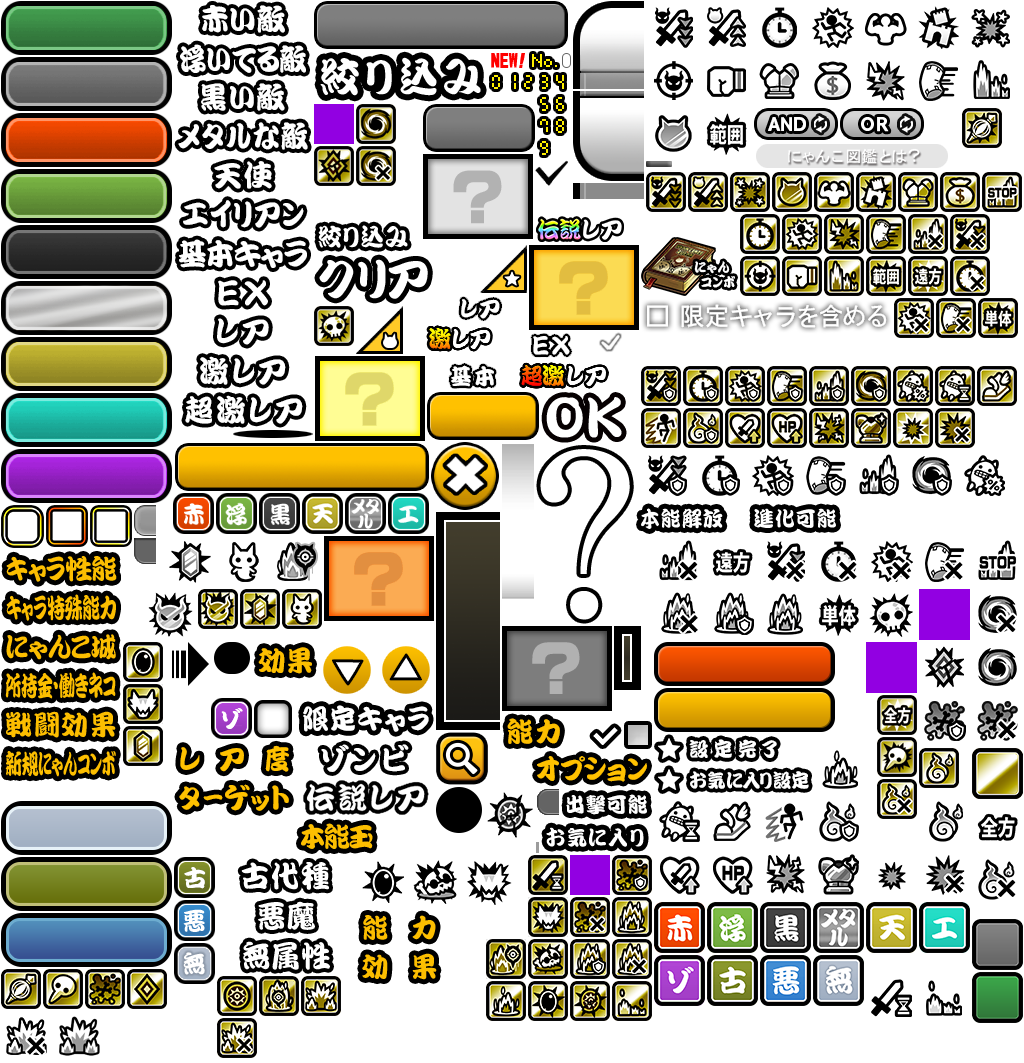 赤い敵
浮いてる敵
黒い敵
メタルな敵
天使
エイリアン
基本キャラ
EX
レア
激レア
超激レア
絞り込み
NEW!
No.
0 1 2 3 4
5 6
7 8
9
?
絞り込み
クリア
伝説レア
?
レア
激レア
EX
基本
超激レア
?
OK
?
赤
浮
黒
天
メタル
エ
?
?
キャラ性能
キャラ特殊能力
にゃんこ城
所持金・働きネコ
戦闘効果
新規にゃんコンボ
効果
ゾ
限定キャラ
レア度
ゾンビ
ターゲット
伝説レア
本能玉
能力
オプション
出撃可能
お気に入り
古
悪
無
古代種
悪魔
無属性
能力
効果
$
範囲
AND
OR
にゃんこ図鑑とは?
$
STOP
にゃんコンボ
範囲
遠方
限定キャラを含める
単体
HP
%
本能解放
進化可能
遠方
STOP
単体
全方
設定完了
お気に入り設定
全方
HP
赤
浮
黒
メタル
天
エ
ゾ
古
悪
無